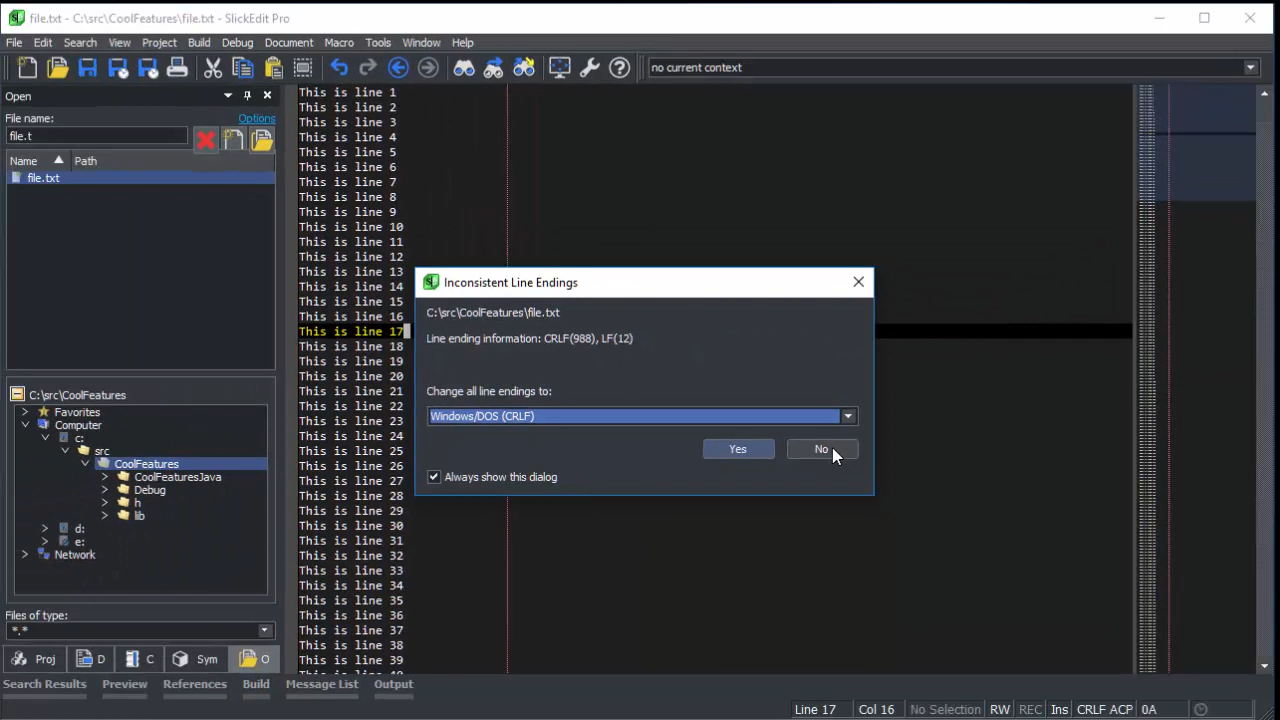 file.txt - C:\src\CoolFeatures\file.txt - SlickEdit Pro
File Edit Search View Project Build Debug Document Macro Tools Window Help
no current context
Open
File name:
Options
file.t
Name Path
file.txt
C:\src\CoolFeatures
Favorites
Computer
c:
src
CoolFeatures
CoolFeaturesJava
Debug
h
lib
d:
e:
Network
Files of type:
*.*
Proj D C Sym O
This is line 1
This is line 2
This is line 3
This is line 4
This is line 5
This is line 6
This is line 7
This is line 8
This is line 9
This is line 10
This is line 11
This is line 12
This is line 13
This is line 14
This is line 15
This is line 16
This is line 17
This is line 18
This is line 19
This is line 20
This is line 21
This is line 22
This is line 23
This is line 24
This is line 25
This is line 26
This is line 27
This is line 28
This is line 29
This is line 30
This is line 31
This is line 32
This is line 33
This is line 34
This is line 35
This is line 36
This is line 37
This is line 38
This is line 39
Inconsistent Line Endings
C:\src\CoolFeatures\file.txt
Line ending information: CRLF(988), LF(12)
Change all line endings to:
Windows/DOS (CRLF)
Yes No
Always show this dialog
Search Results Preview References Build Message List Output
Line 17 Col 16 No Selection RW REC Ins CRLF ACP 0A